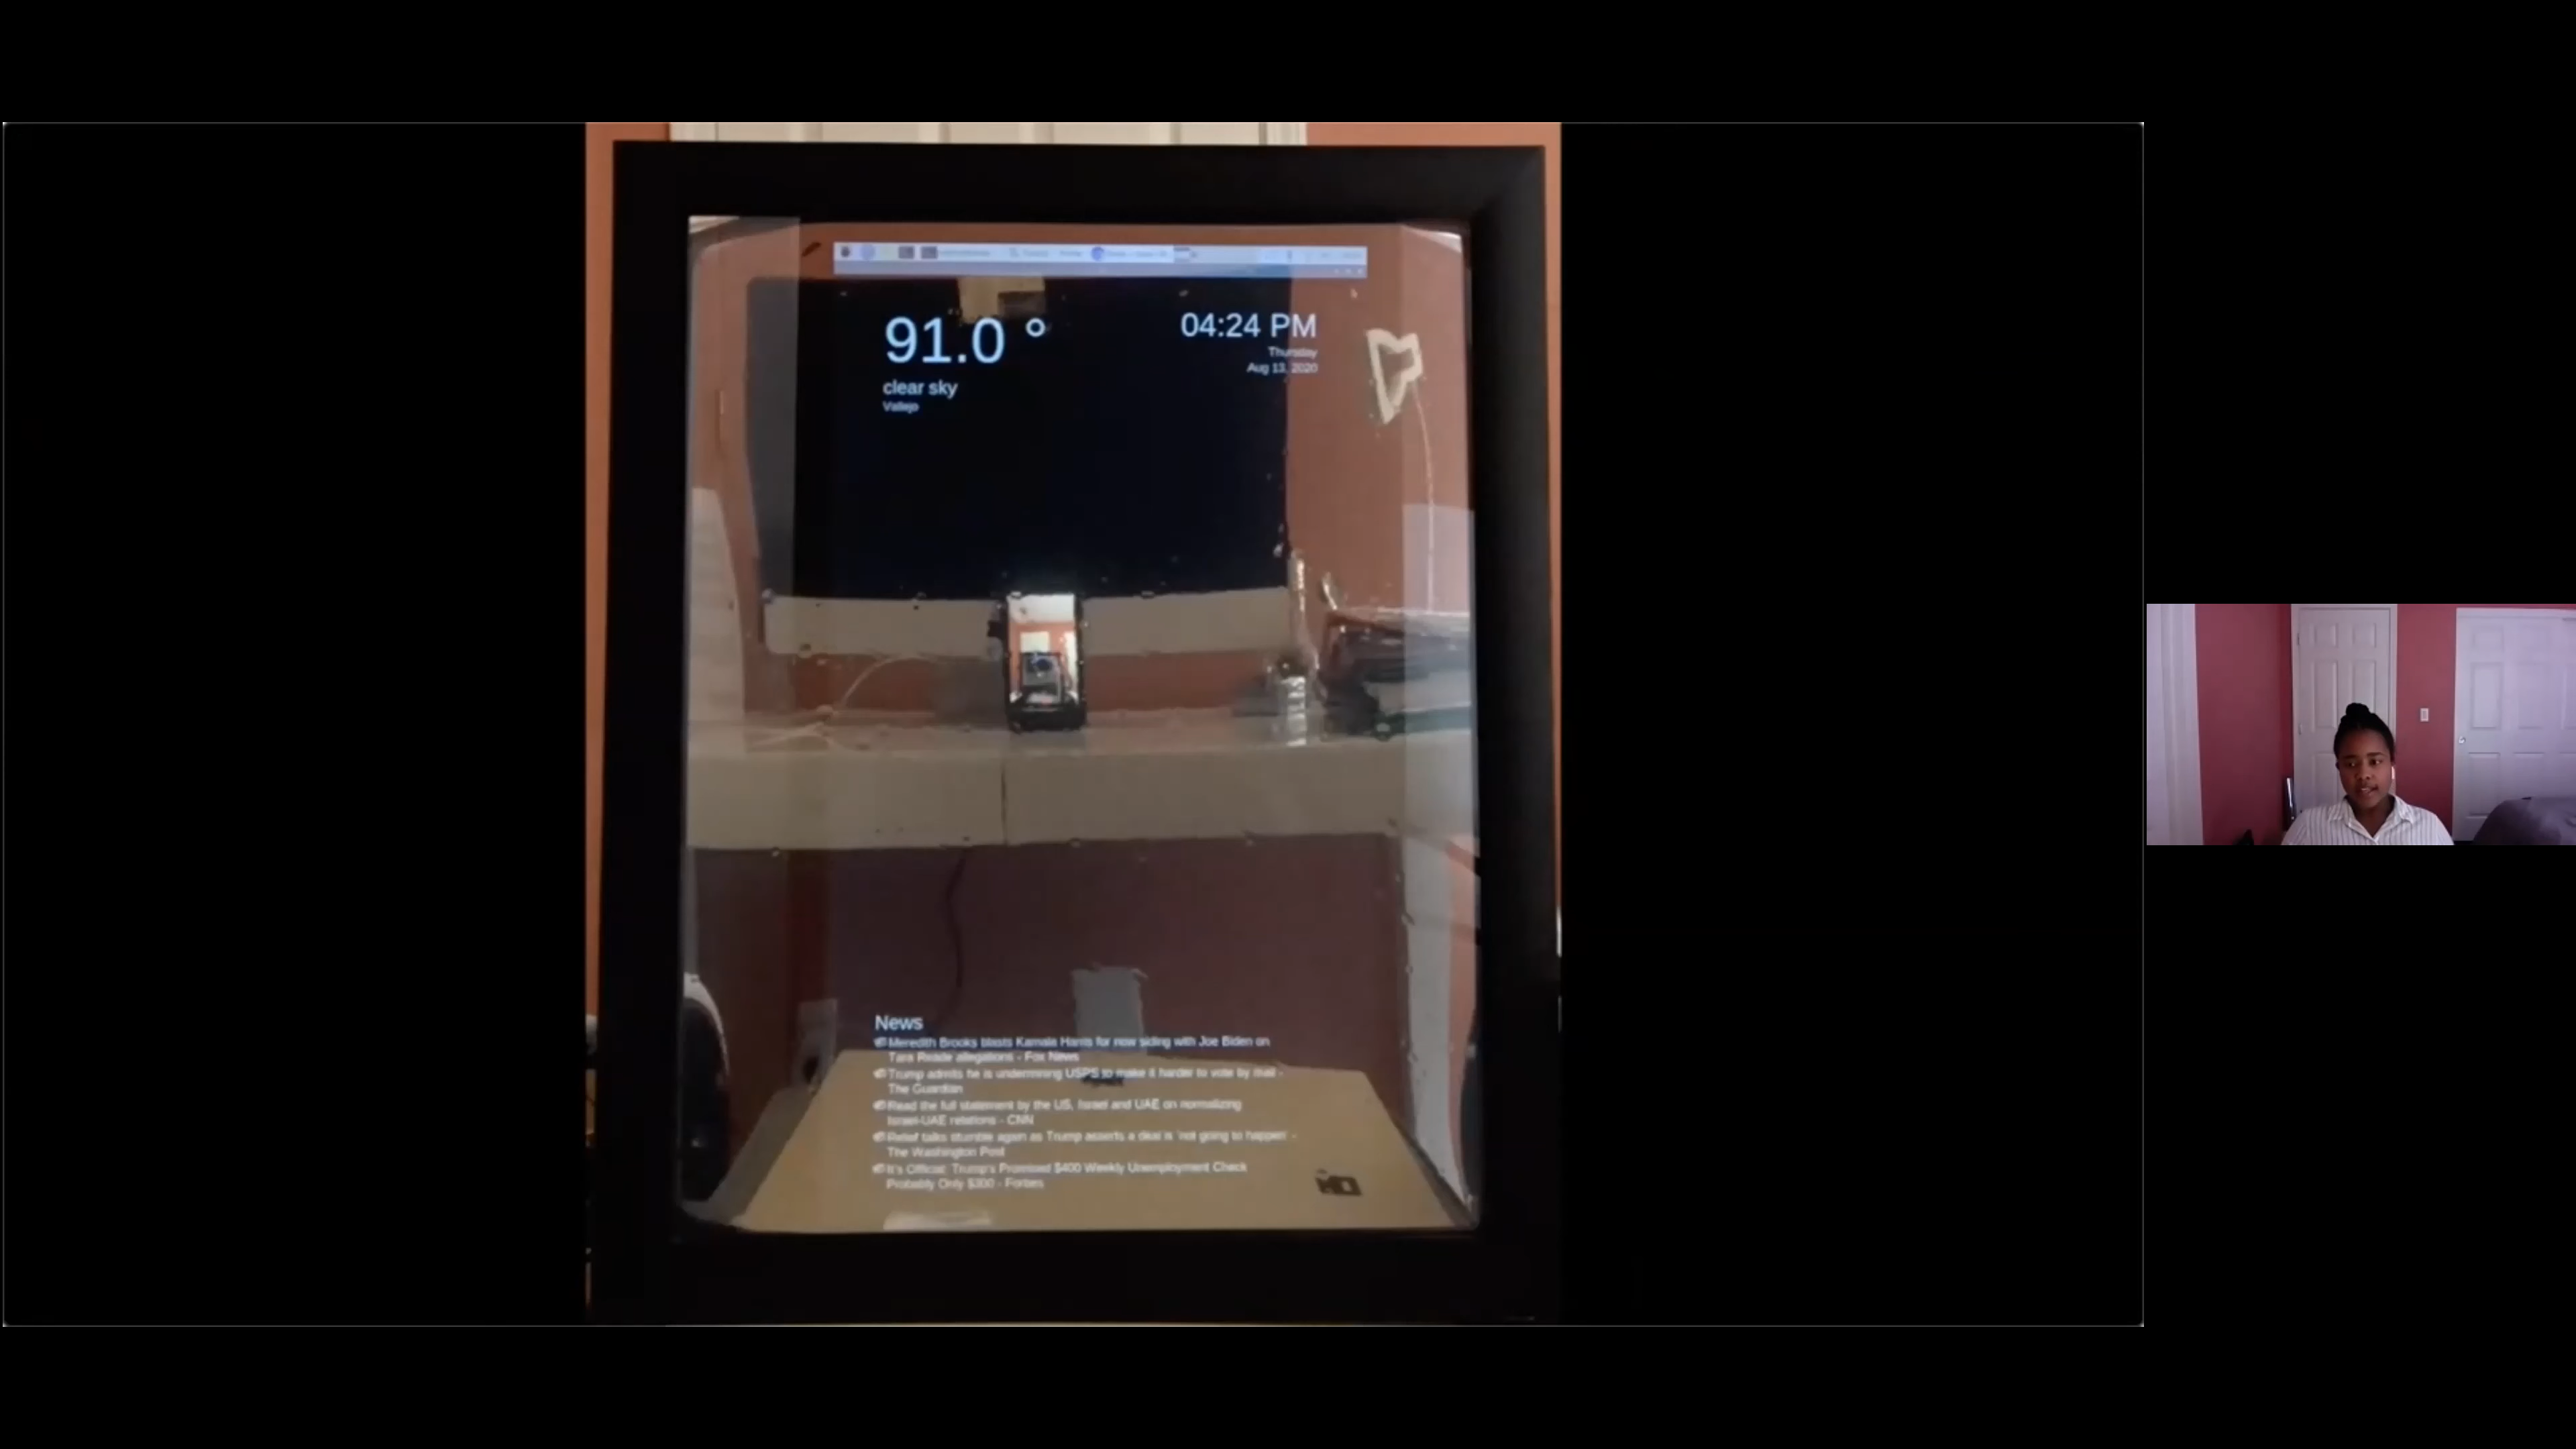 91.0 °
clear sky
Vallejo
04:24 PM
Thursday
Aug 13, 2020
News
Meredith Brooks blasts Kamala Harris for now siding with Joe Biden on
Tara Reade allegations - Fox News
Trump admits he is undermining USPS to make it harder to vote by mail -
The Guardian
Read the full statement by the US, Israel and UAE on normalizing
Israel-UAE relations - CNN
Relief talks stumble again as Trump asserts a deal is 'not going to happen' -
The Washington Post
It's Official: Trump's Promised $400 Weekly Unemployment Check
Probably Only $300 - Forbes